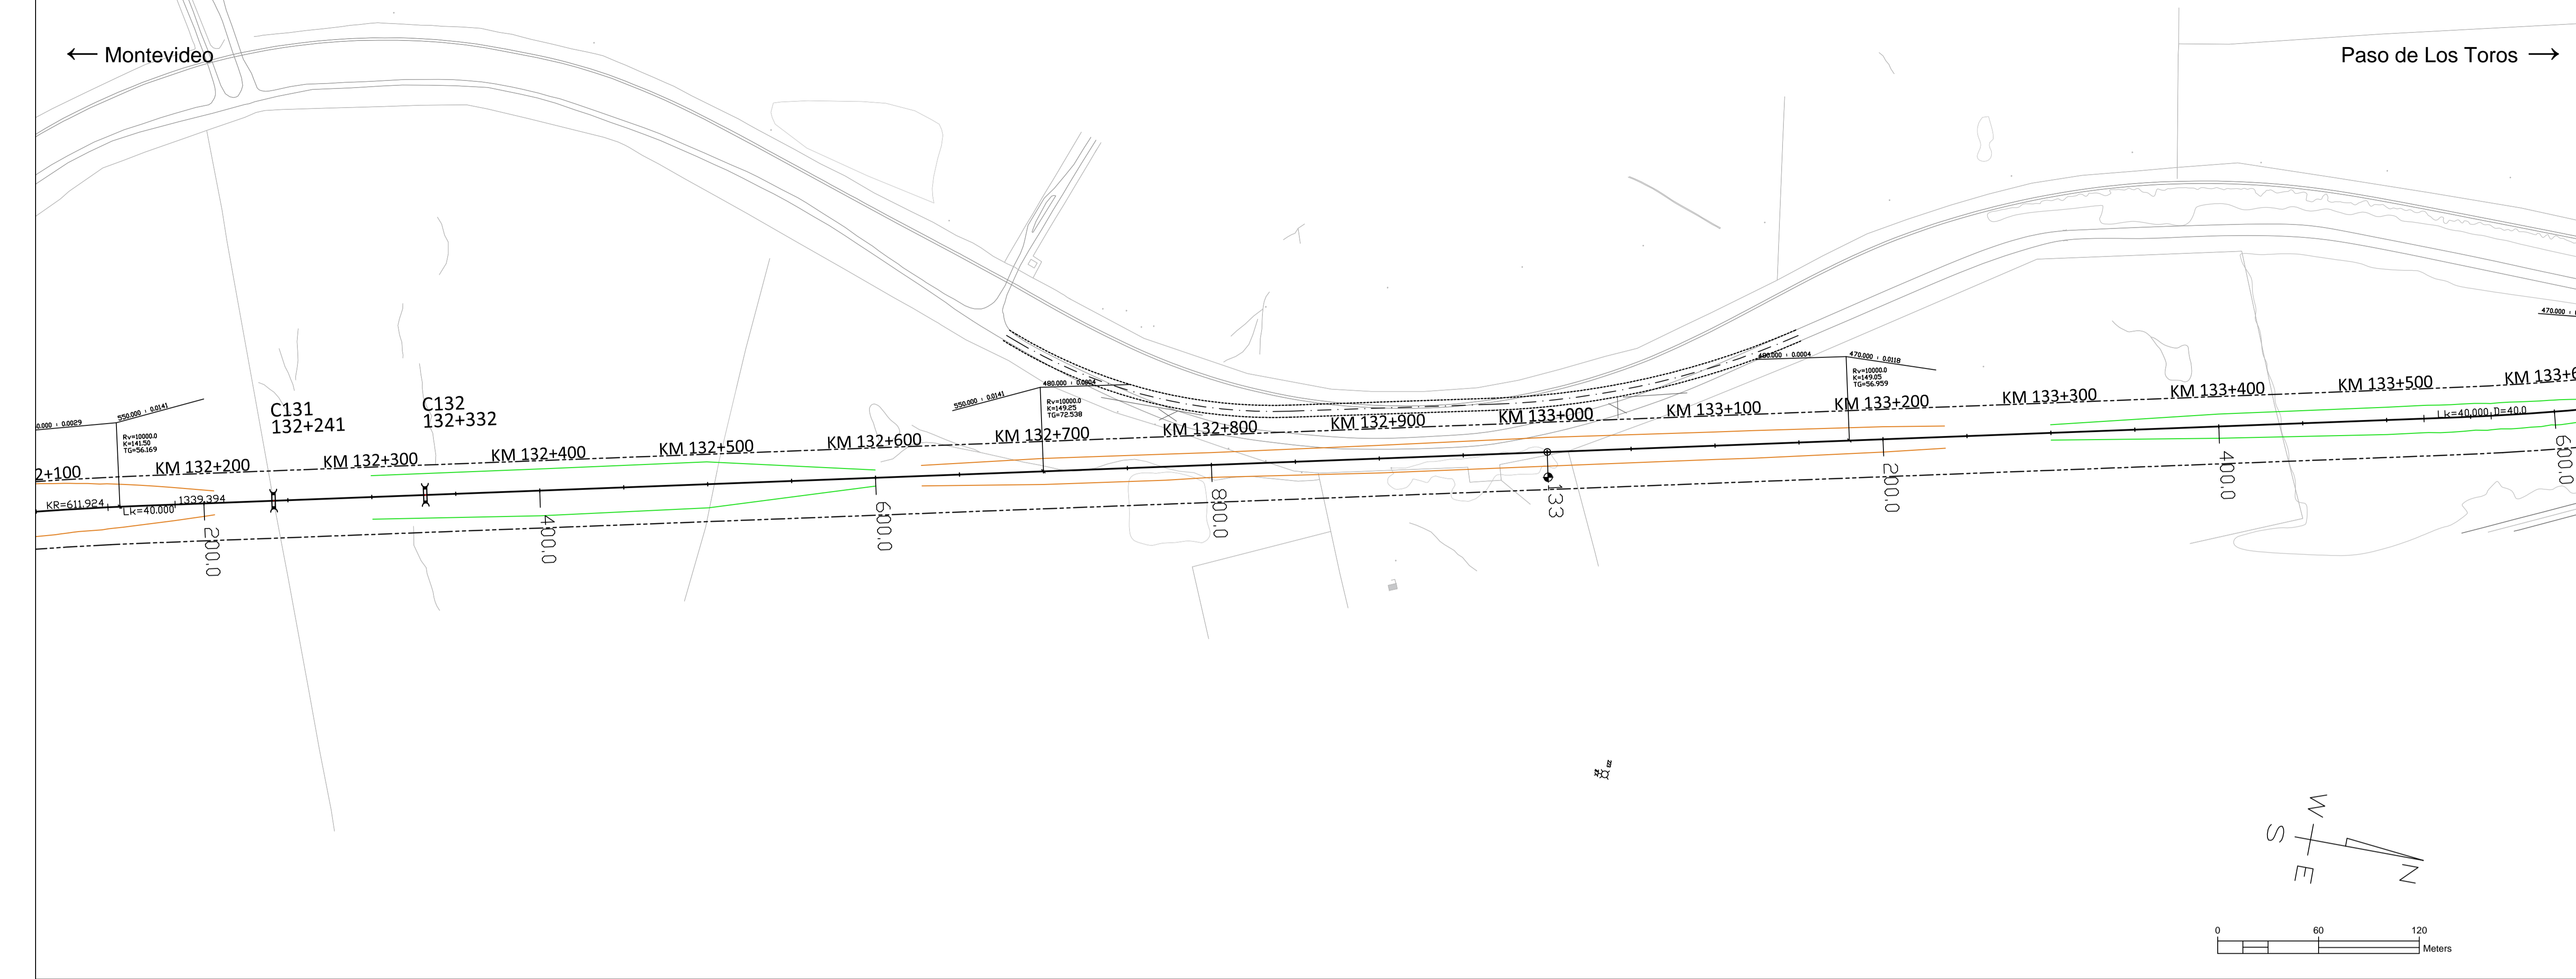 ← Montevideo
Paso de Los Toros →
C131
132+241
C132
132+332
0.000 : 0.0029
550.000 : 0.0141
Rv=10000.0
K=141.50
TG=56.169
550.000 : 0.0141
480.000 : 0.0004
Rv=10000.0
K=149.25
TG=72.538
480.000 : 0.0004
470.000 : 0.0118
Rv=10000.0
K=149.05
TG=56.959
470.000 :
2+100
KM 132+200
KM 132+300
KM 132+400
KM 132+500
KM 132+600
KM 132+700
KM 132+800
KM 132+900
KM 133+000
KM 133+100
KM 133+200
KM 133+300
KM 133+400
KM 133+500
KM 133+6
KR=611.924
Lk=40.000
1339.394
Lk=40.000
D=40.0
200.0
400.0
600.0
800.0
133
200.0
400.0
600.0
W
S
E
N
0 60 120
Meters